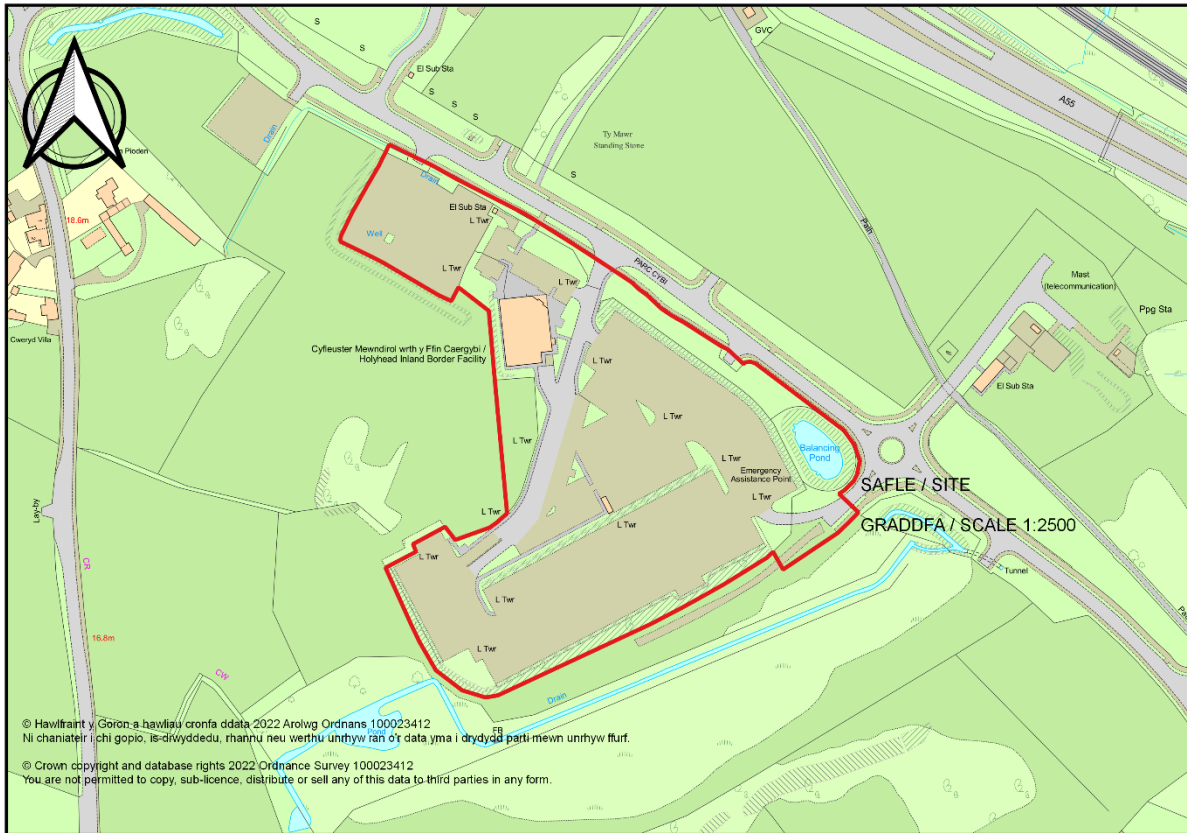 GVC
S
S
El Sub Sta
A55
S
S
S
Drain
Ty Mawr
Standing Stone
Pioden
S
Drain
El Sub Sta
L Twr
18.6m
Well
Path
PARC CYBI
L Twr
L Twr
Mast
(telecommunication)
Ppg Sta
Cweryd Villa
Cyfleuster Mewndirol wrth y Ffin Caergybi /
Holyhead Inland Border Facility
L Twr
El Sub Sta
L Twr
Balancing
Pond
L Twr
Emergency
Assistance Point
SAFLE / SITE
L Twr
Lay-by
L Twr
L Twr
GRADDFA / SCALE 1:2500
L Twr
CR
Tunnel
L Twr
16.8m
L Twr
CW
Drain
© Hawlfraint y Goron a hawliau cronfa ddata 2022 Arolwg Ordnans 100023412
Pond
FB
Ni chaniateir i chi gopio, is-drwyddedu, rhannu neu werthu unrhyw ran o'r data yma i drydydd parti mewn unrhyw ffurf.
© Crown copyright and database rights 2022 Ordnance Survey 100023412
You are not permitted to copy, sub-licence, distribute or sell any of this data to third parties in any form.